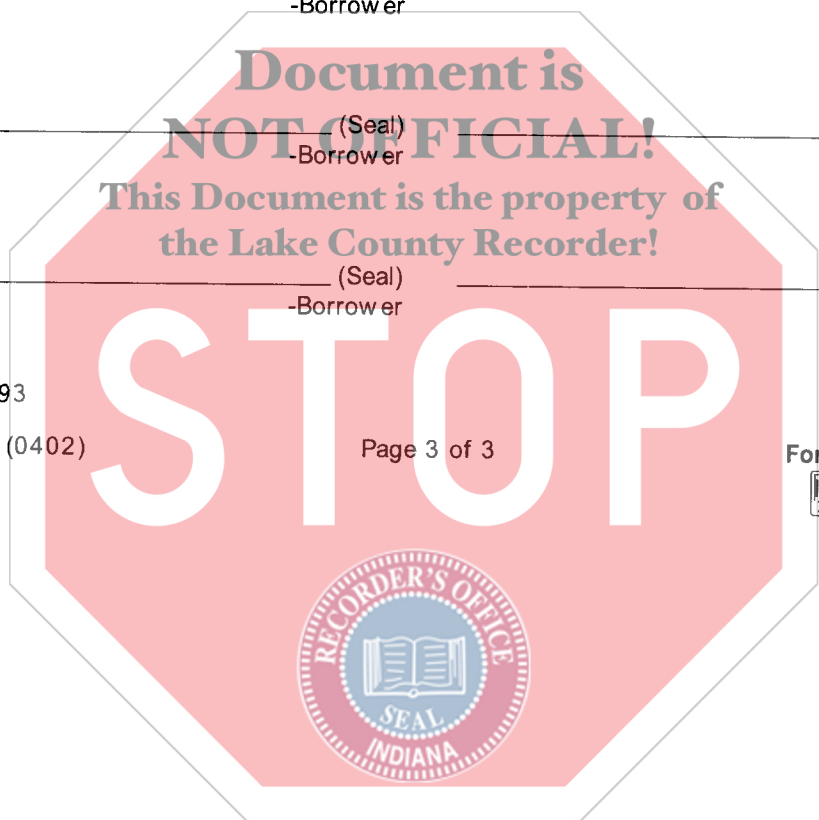 -Borrower
Document is
(Seal)
NOT OFFICIAL!
-Borrower
This Document is the property of
the Lake County Recorder!
(Seal)
-Borrower
STOP
93
(0402)
Page 3 of 3
For
RECORDER'S OFFICE
SEAL
INDIANA